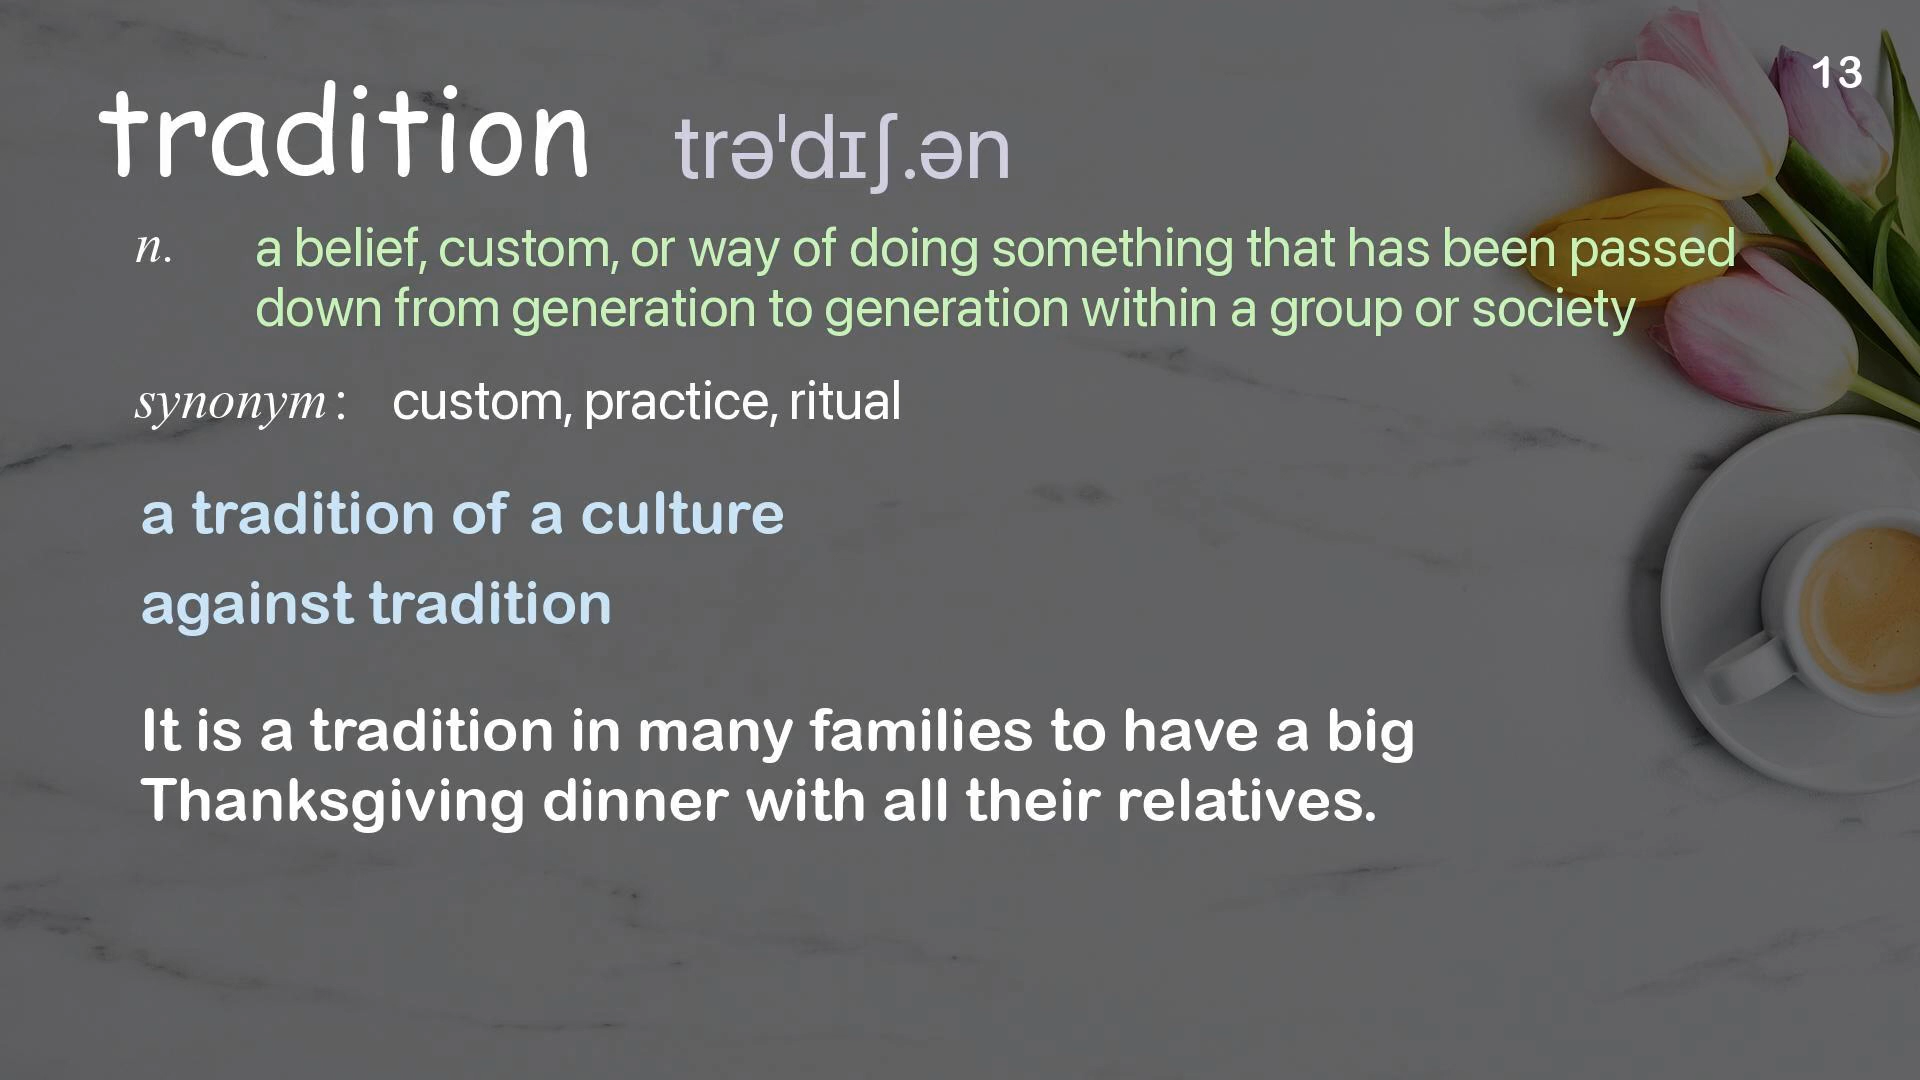 13
tradition trəˈdɪʃ.ən
n. a belief, custom, or way of doing something that has been passed
down from generation to generation within a group or society
synonym: custom, practice, ritual
a tradition of a culture
against tradition
It is a tradition in many families to have a big
Thanksgiving dinner with all their relatives.